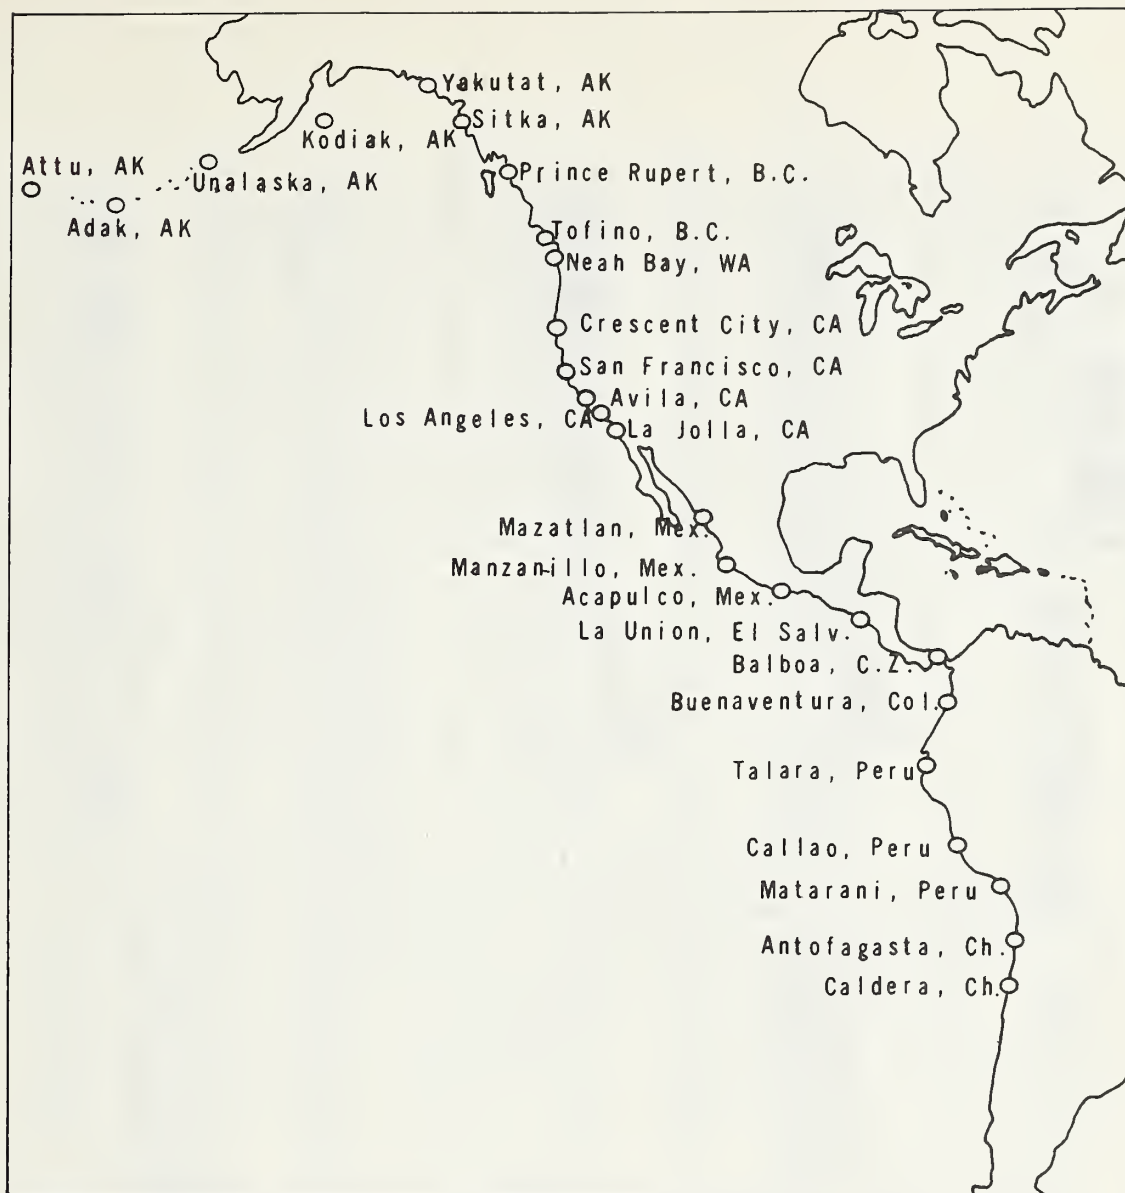 Yakutat, AK
Sitka, AK
Kodiak, AK
Attu, AK
Unalaska, AK
Adak, AK
Prince Rupert, B.C.
Tofino, B.C.
Neah Bay, WA
Crescent City, CA
San Francisco, CA
Avila, CA
Los Angeles, CA
La Jolla, CA
Mazatlan, Mex.
Manzanillo, Mex.
Acapulco, Mex.
La Union, El Salv.
Balboa, C.Z.
Buenaventura, Col.
Talara, Peru
Callao, Peru
Matarani, Peru
Antofagasta, Ch.
Caldera, Ch.